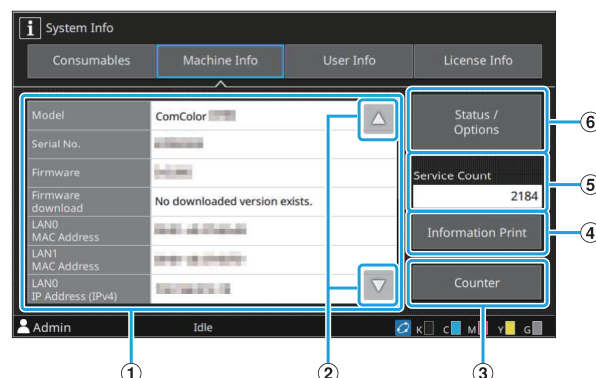 i System Info
Consumables Machine Info User Info License Info
Model ComColor
Serial No.
Firmware
Firmware
download No downloaded version exists.
LAN0
MAC Address
LAN1
MAC Address
LAN0
IP Address (IPv4)
Status /
Options
Service Count
2184
Information Print
Counter
Admin Idle K C M Y G
6
5
4
1 2 3